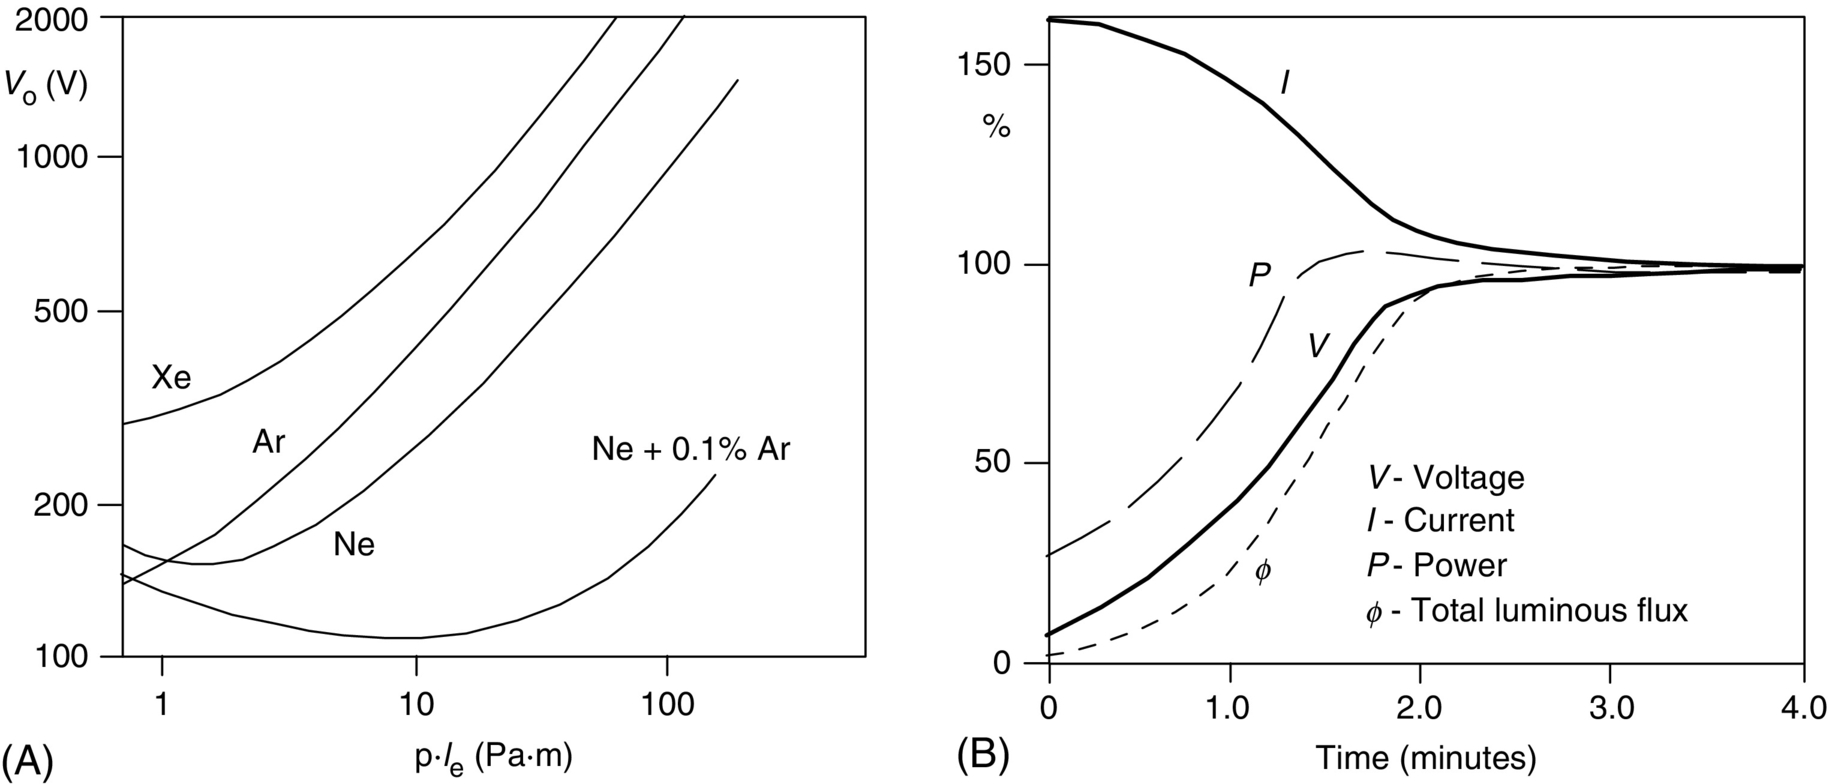 2000
Vo (V)
1000
500
200
100
Xe
Ar
Ne
Ne + 0.1% Ar
1 10 100
p·le (Pa·m)
(A)
150
%
100
50
0
I
P
V
ϕ
V - Voltage
I - Current
P - Power
ϕ - Total luminous flux
0 1.0 2.0 3.0 4.0
Time (minutes)
(B)